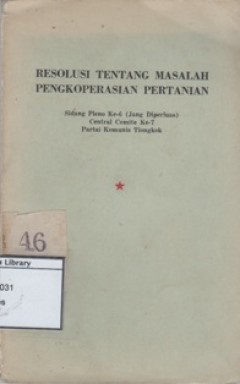 RESOLUSI TENTANG MASALAH
PENGKOPERASIAN PERTANIAN
Sidang Pleno Ke-6 (Jang Diperluas)
Central Comite Ke-7
Partai Komunis Tiongkok
46
Library
031